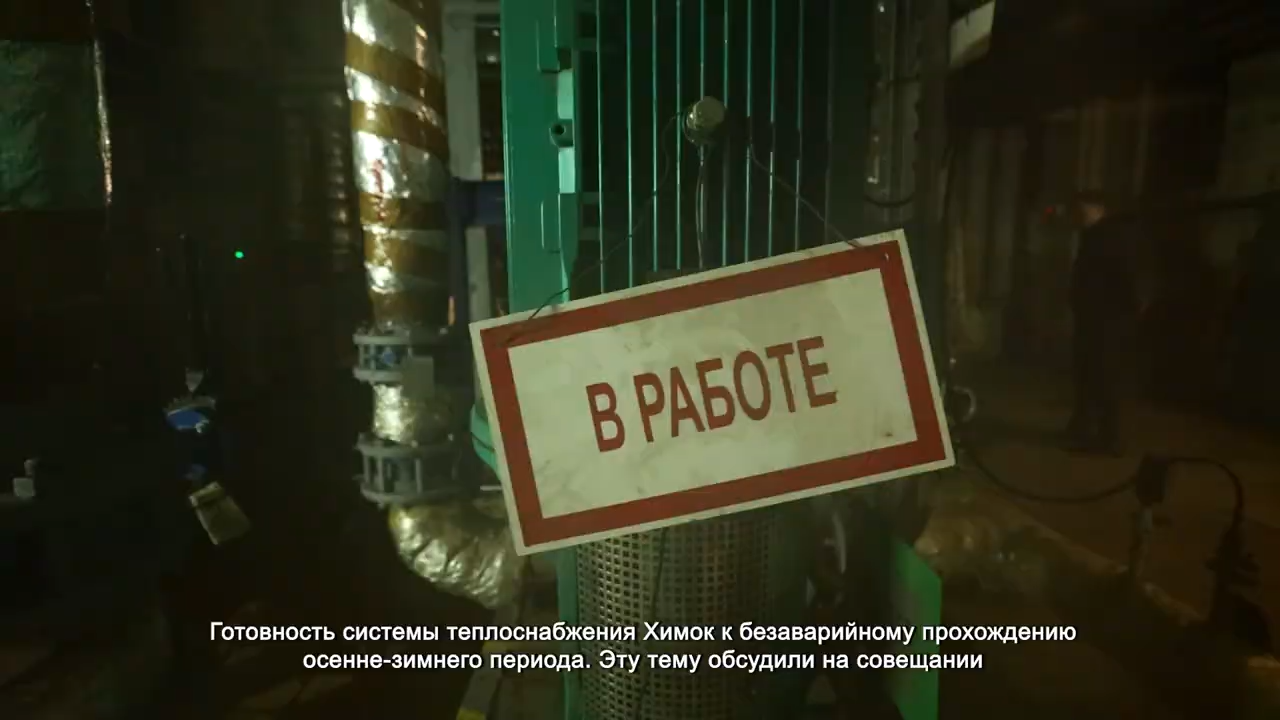 В РАБОТЕ
Готовность системы теплоснабжения Химок к безаварийному прохождению
осенне-зимнего периода. Эту тему обсудили на совещании